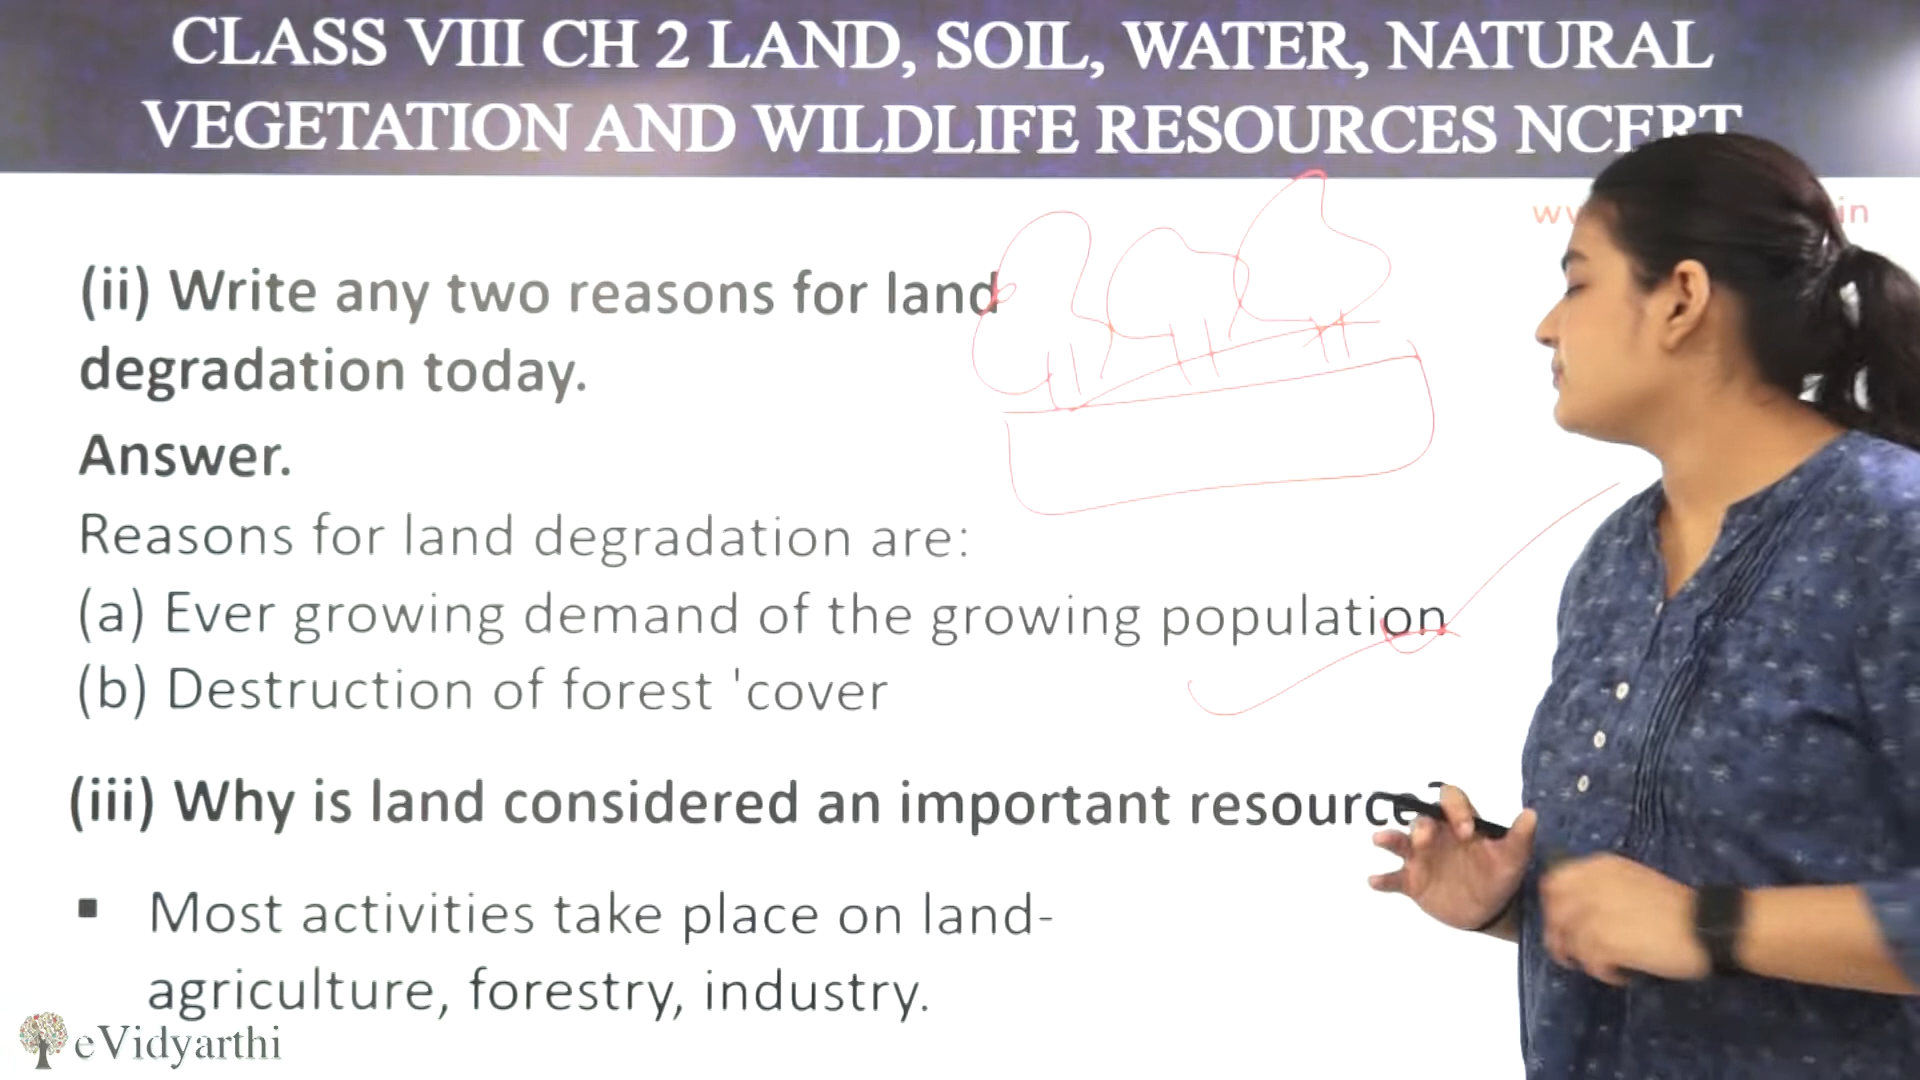 CLASS VIII CH 2 LAND, SOIL, WATER, NATURAL
VEGETATION AND WILDLIFE RESOURCES NCERT
(ii) Write any two reasons for land
degradation today.
Answer.
Reasons for land degradation are:
(a) Ever growing demand of the growing population
(b) Destruction of forest 'cover
(iii) Why is land considered an important resource?
▪ Most activities take place on land-
agriculture, forestry, industry.
eVidyarthi